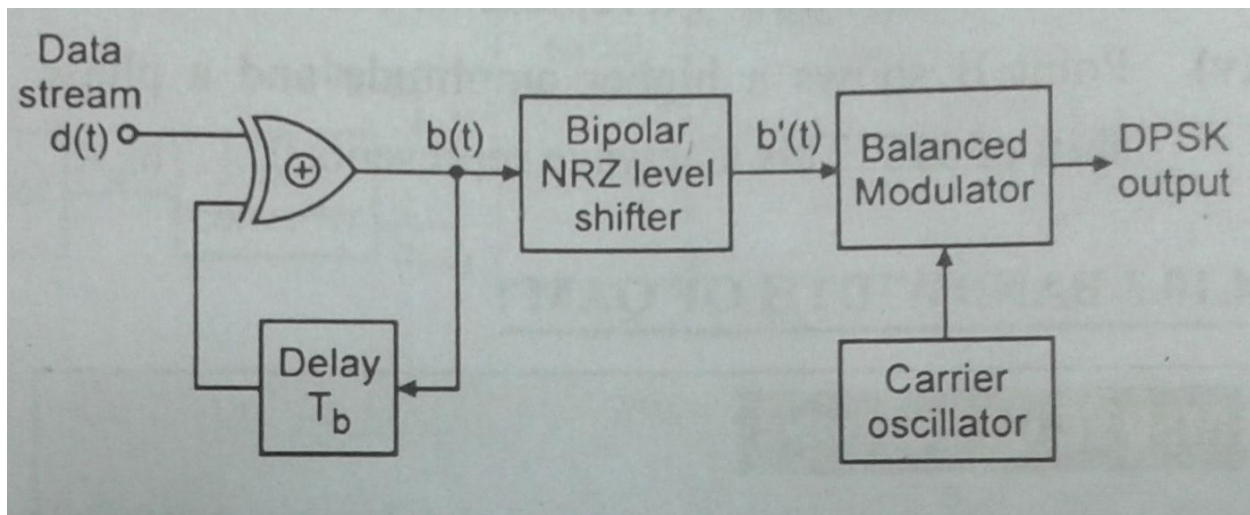 Data
stream
d(t)
b(t)
Bipolar,
NRZ level
shifter
b'(t)
Balanced
Modulator
DPSK
output
Delay
T_b
Carrier
oscillator